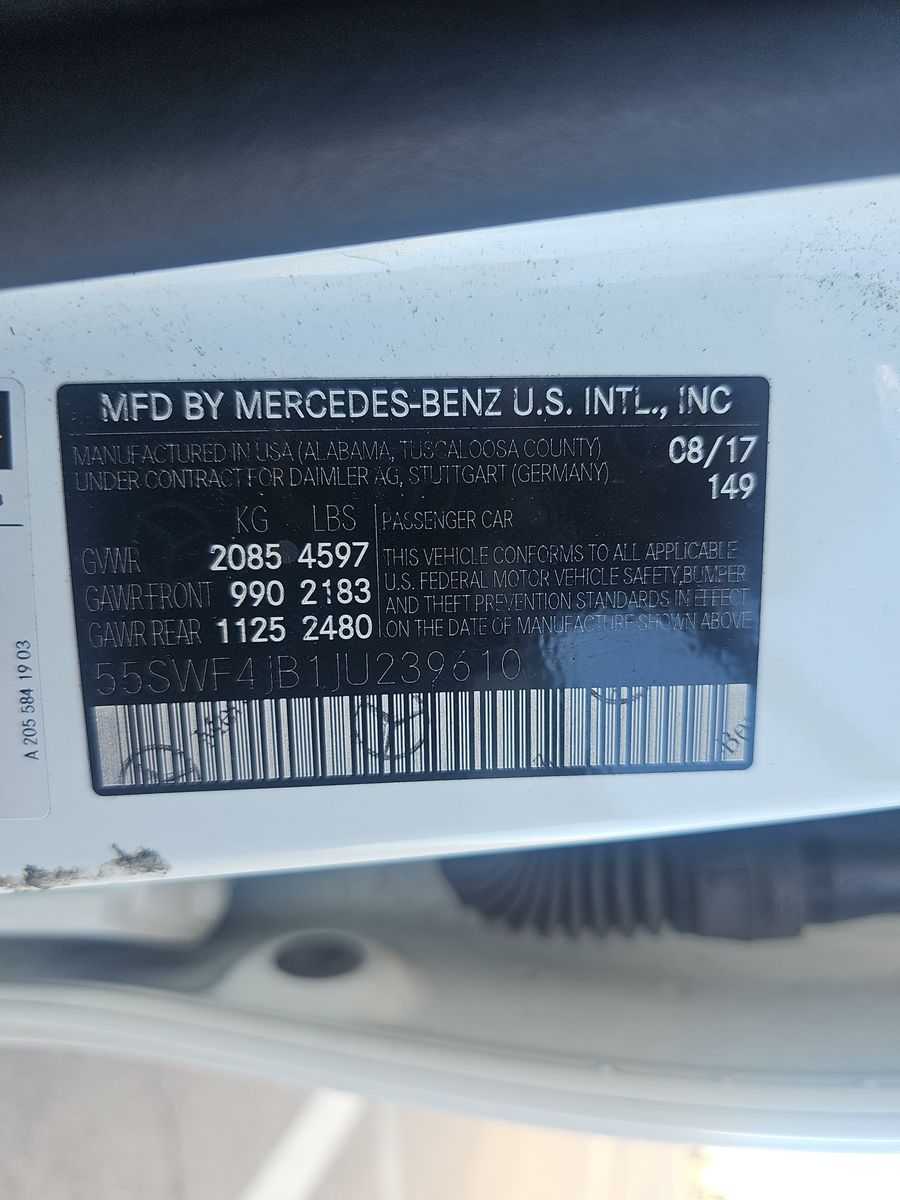 MFD BY MERCEDES-BENZ U.S. INTL., INC
MANUFACTURED IN USA (ALABAMA, TUSCALOOSA COUNTY) 08/17
UNDER CONTRACT FOR DAIMLER AG, STUTTGART (GERMANY) 149
KG LBS PASSENGER CAR
GVWR 2085 4597 THIS VEHICLE CONFORMS TO ALL APPLICABLE
GAWR FRONT 990 2183 U.S. FEDERAL MOTOR VEHICLE SAFETY, BUMPER
AND THEFT PREVENTION STANDARDS IN EFFECT
GAWR REAR 1125 2480 ON THE DATE OF MANUFACTURE SHOWN ABOVE
55SWF4JB1JU239610
A 205 584 19 03